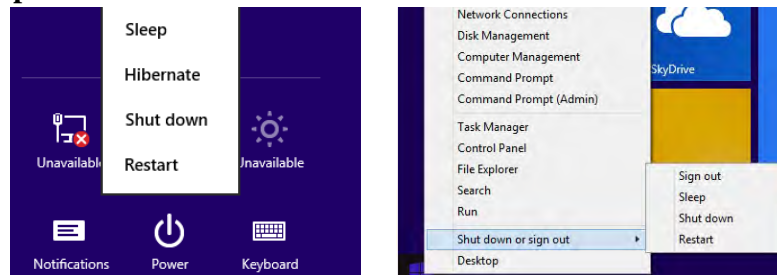 Sleep
Hibernate
Shut down
Restart
Unavailabl
Unavailable
Notifications
Power
Keyboard
Network Connections
Disk Management
Computer Management
Command Prompt
Command Prompt (Admin)
Task Manager
Control Panel
File Explorer
Search
Run
Shut down or sign out
Desktop
SkyDrive
Sign out
Sleep
Shut down
Restart